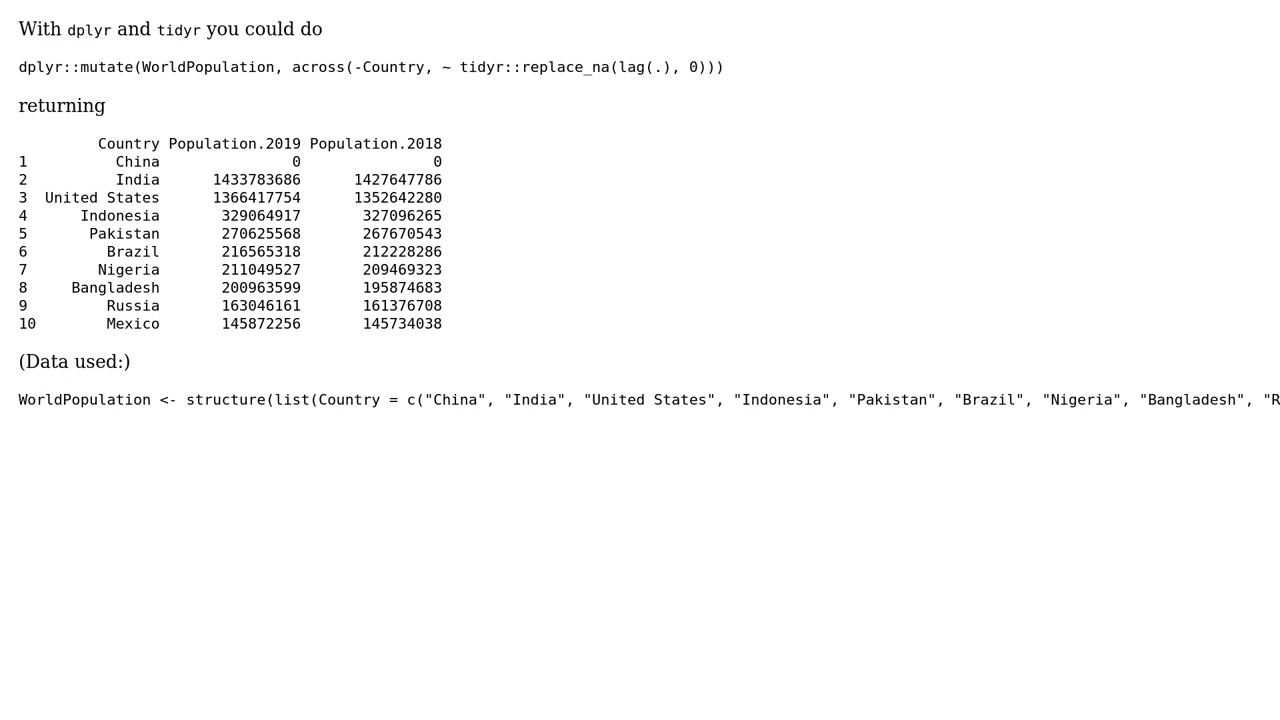 With dplyr and tidyr you could do
dplyr::mutate(WorldPopulation, across(-Country, ~ tidyr::replace_na(lag(.), 0)))
returning
Country Population.2019 Population.2018
1 China 0 0
2 India 1433783686 1427647786
3 United States 1366417754 1352642280
4 Indonesia 329064917 327096265
5 Pakistan 270625568 267670543
6 Brazil 216565318 212228286
7 Nigeria 211049527 209469323
8 Bangladesh 200963599 195874683
9 Russia 163046161 161376708
10 Mexico 145872256 145734038
(Data used:)
WorldPopulation <- structure(list(Country = c("China", "India", "United States", "Indonesia", "Pakistan", "Brazil", "Nigeria", "Bangladesh", "R